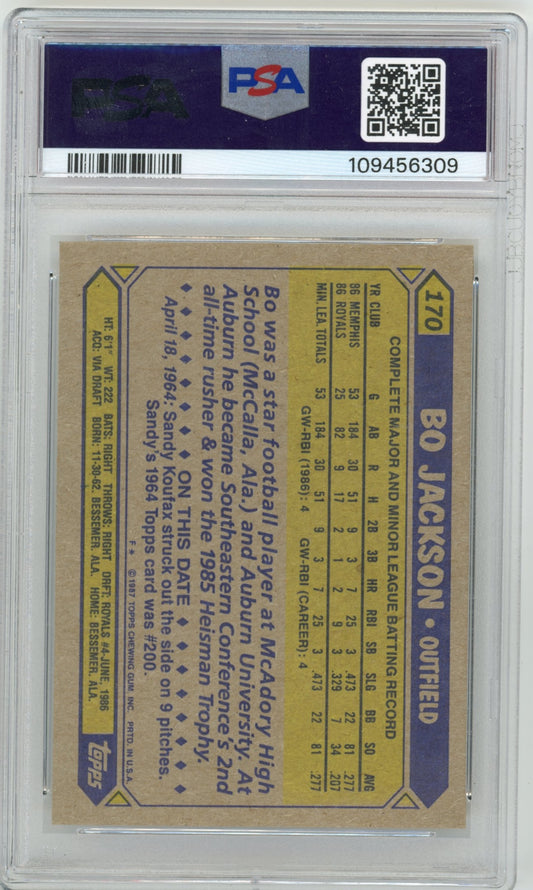 PSA
PSA
109456309
170
BO JACKSON • OUTFIELD
COMPLETE MAJOR AND MINOR LEAGUE BATTING RECORD
YR CLUB G AB R H 2B 3B HR RBI SB SLG BB SO AVG
86 MEMPHIS 53 184 30 51 9 3 7 25 3 .473 22 81 .277
86 ROYALS 25 82 9 17 2 1 2 9 3 .329 7 34 .207
MIN. LEA. TOTALS 53 184 30 51 9 3 7 25 3 .473 22 81 .277
GW-RBI (1986): 4 GW-RBI (CAREER): 4
Bo was a star football player at McAdory High
School (McCalla, Ala.) and Auburn University. At
Auburn he became Southeastern Conference's 2nd
all-time rusher & won the 1985 Heisman Trophy.
♦ ♦ ♦ ♦ ♦ ♦ ♦ ON THIS DATE ♦ ♦ ♦ ♦ ♦ ♦ ♦
April 18, 1964: Sandy Koufax struck out the side on 9 pitches.
Sandy's 1964 Topps card was #200.
*F* ©1987 TOPPS CHEWING GUM, INC. PRTD. IN U.S.A.
HT: 6'1" WT: 222 BATS: RIGHT THROWS: RIGHT DRFT: ROYALS #4-JUNE, 1986
ACQ: VIA DRAFT BORN: 11-30-62, BESSEMER, ALA. HOME: BESSEMER, ALA.
topps